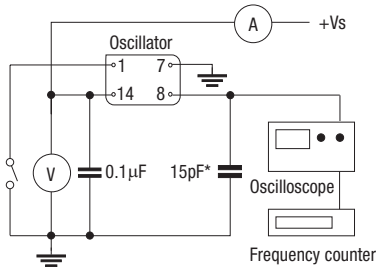 A
+Vs
Oscillator
1 7
14 8
V
0.1µF
15pF*
Oscilloscope
Frequency counter